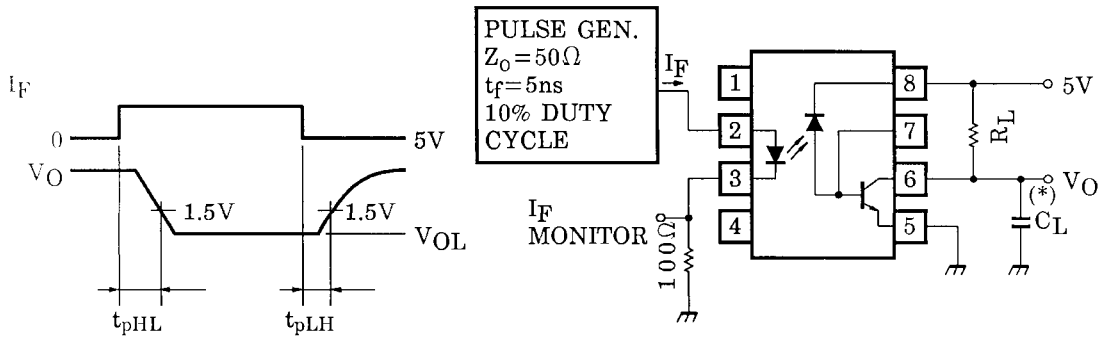 I_F
0
5V
V_O
1.5V
1.5V
V_OL
t_pHL
t_pLH
PULSE GEN.
Z_o=50Ω
t_f=5ns
10% DUTY
CYCLE
I_F
1
2
3
4
8
7
6
5
I_F
MONITOR
100Ω
5V
R_L
V_O
(*)
C_L